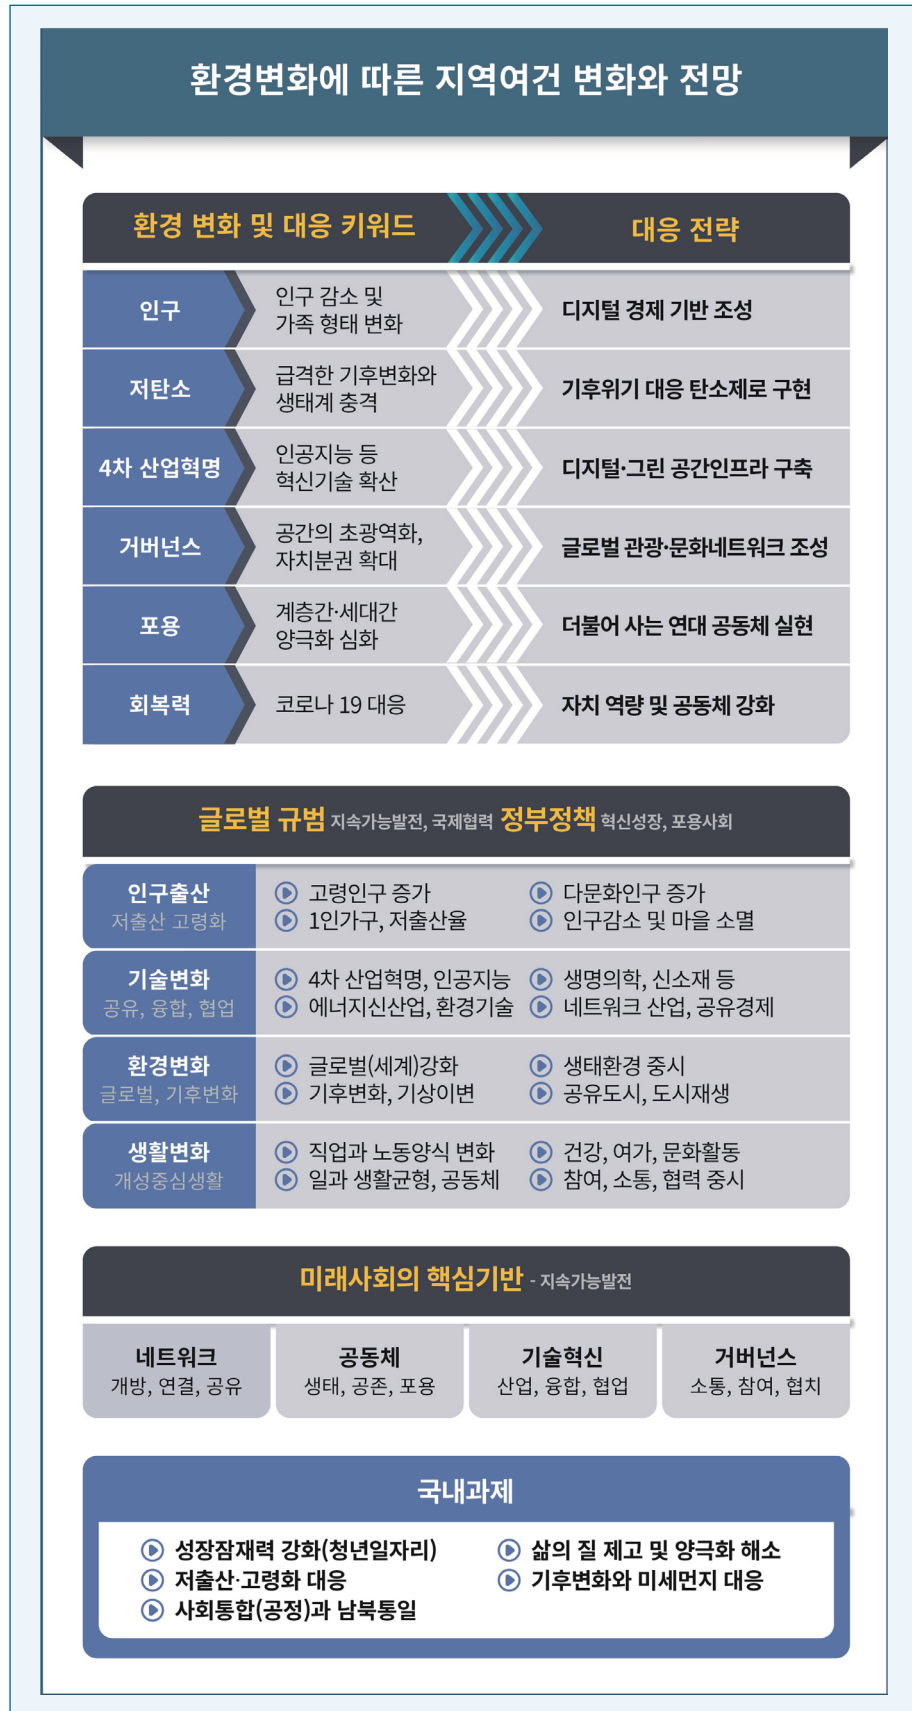 환경변화에 따른 지역여건 변화와 전망
환경 변화 및 대응 키워드
대응 전략
인구
인구 감소 및
가족 형태 변화
디지털 경제 기반 조성
저탄소
급격한 기후변화와
생태계 충격
기후위기 대응 탄소제로 구현
4차 산업혁명
인공지능 등
혁신기술 확산
디지털·그린 공간인프라 구축
거버넌스
공간의 초광역화,
자치분권 확대
글로벌 관광·문화네트워크 조성
포용
계층간·세대간
양극화 심화
더불어 사는 연대 공동체 실현
회복력
코로나 19 대응
자치 역량 및 공동체 강화
글로벌 규범 지속가능발전, 국제협력 정부정책 혁신성장, 포용사회
인구출산
저출산 고령화
고령인구 증가
1인가구, 저출산율
다문화인구 증가
인구감소 및 마을 소멸
기술변화
공유, 융합, 협업
4차 산업혁명, 인공지능
에너지신산업, 환경기술
생명의학, 신소재 등
네트워크 산업, 공유경제
환경변화
글로벌, 기후변화
글로벌(세계)강화
기후변화, 기상이변
생태환경 중시
공유도시, 도시재생
생활변화
개성중심생활
직업과 노동양식 변화
일과 생활균형, 공동체
건강, 여가, 문화활동
참여, 소통, 협력 중시
미래사회의 핵심기반 - 지속가능발전
네트워크
개방, 연결, 공유
공동체
생태, 공존, 포용
기술혁신
산업, 융합, 협업
거버넌스
소통, 참여, 협치
국내과제
성장잠재력 강화(청년일자리)
저출산·고령화 대응
사회통합(공정)과 남북통일
삶의 질 제고 및 양극화 해소
기후변화와 미세먼지 대응